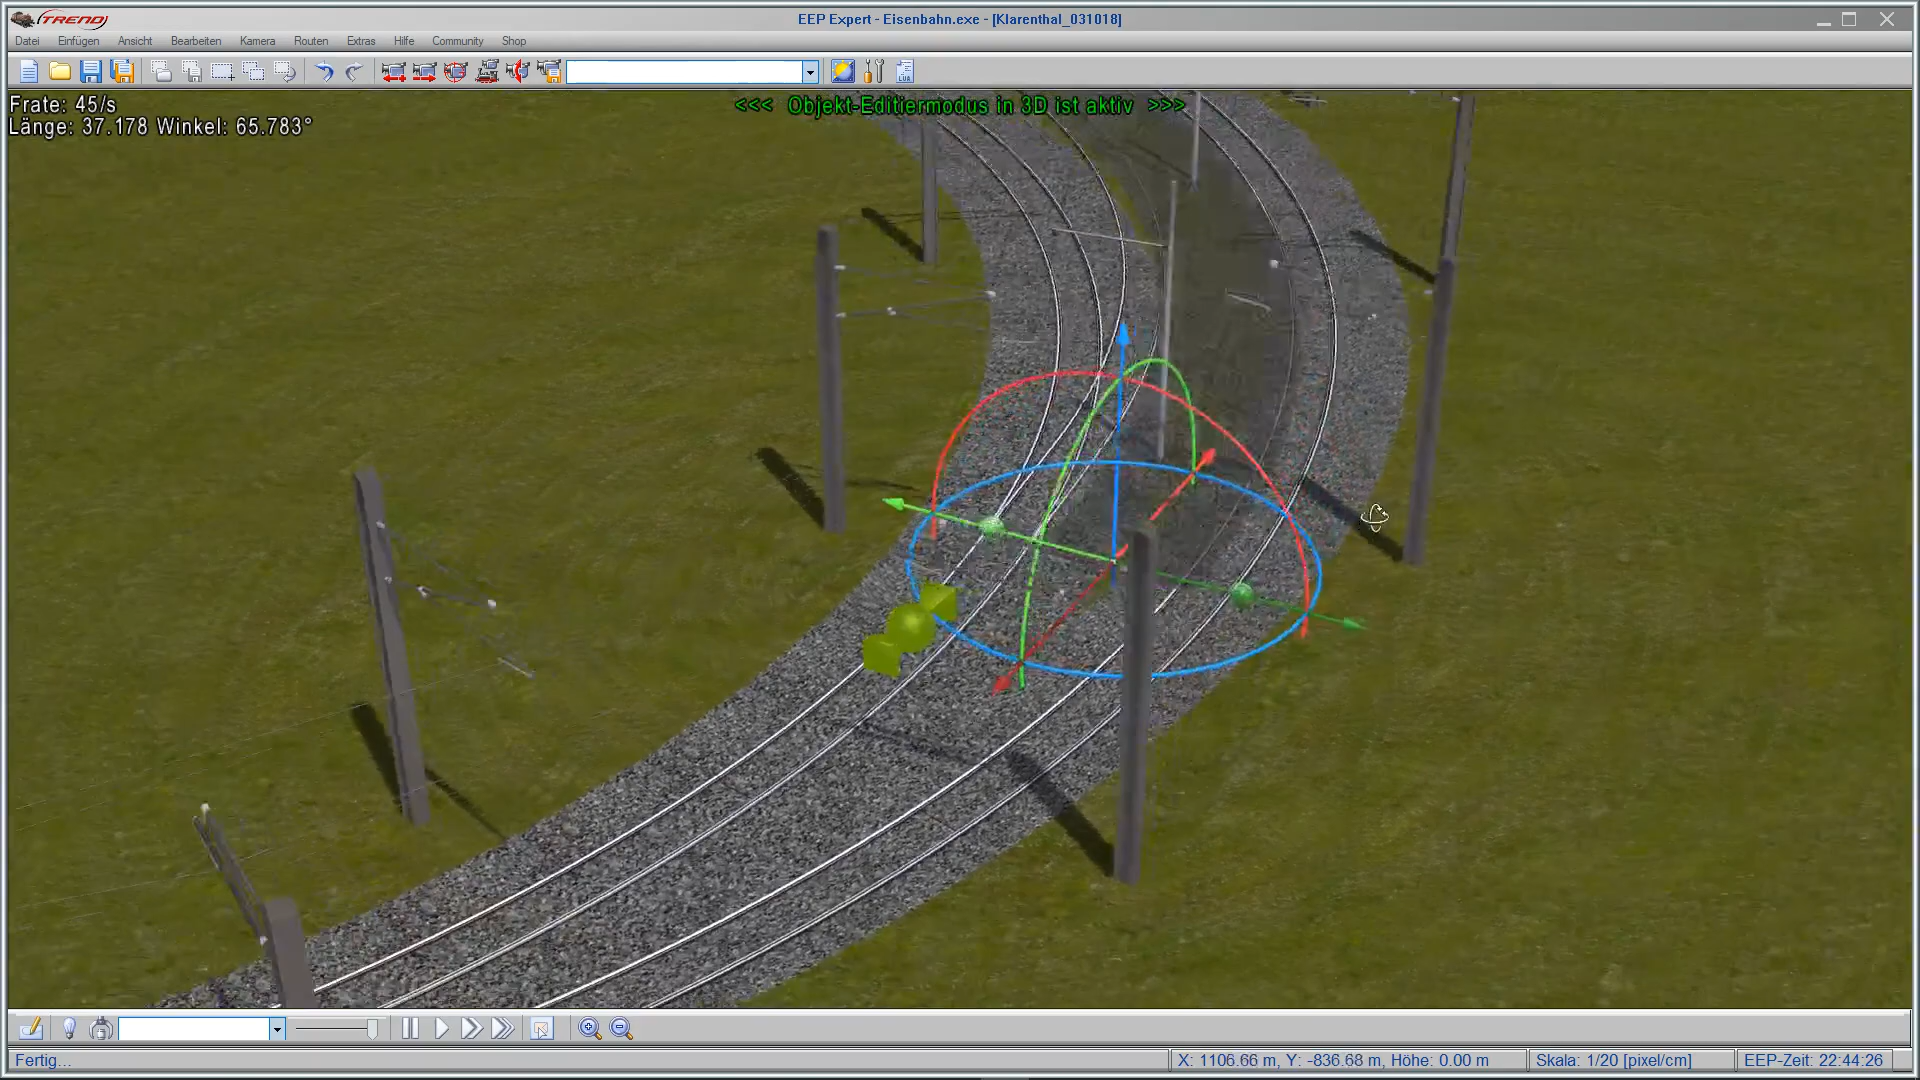 TREND
EEP Expert - Eisenbahn.exe - [Klarenthal_031018]
Datei Einfügen Ansicht Bearbeiten Kamera Routen Extras Hilfe Community Shop
LUA
Frate: 45/s
<<< Objekt-Editiermodus in 3D ist aktiv >>>
Länge: 37.178 Winkel: 65.783°
Fertig...
X: 1106.66 m, Y: -836.68 m, Höhe: 0.00 m
Skala: 1/20 [pixel/cm]
EEP-Zeit: 22:44:26